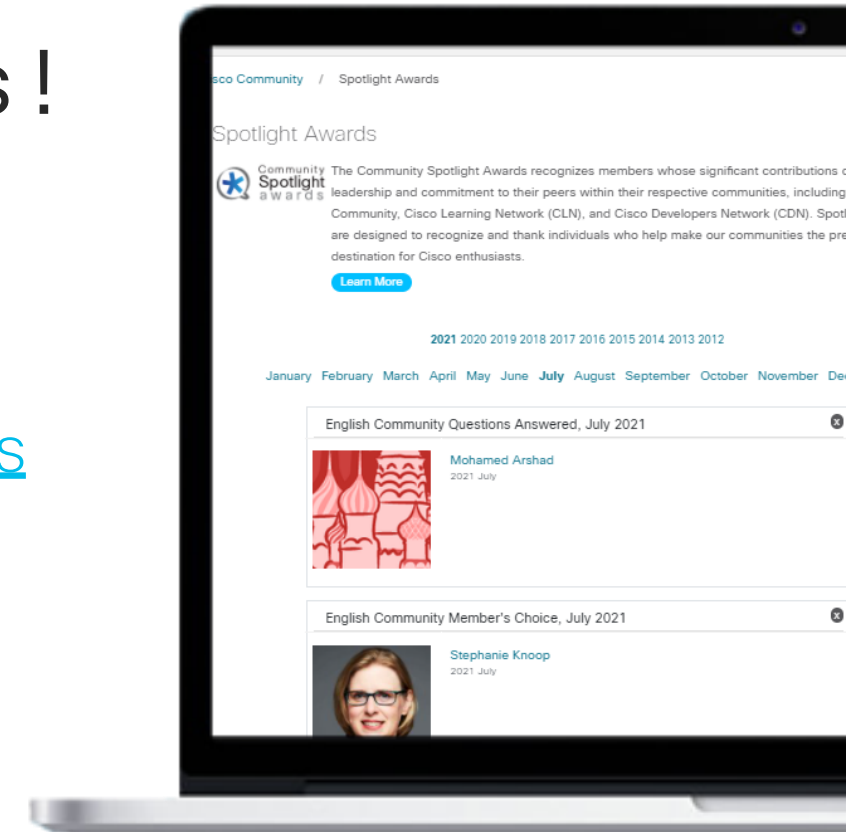 s !
s
sco Community / Spotlight Awards
Spotlight Awards
Community
Spotlight
awards
The Community Spotlight Awards recognizes members whose significant contributions
leadership and commitment to their peers within their respective communities, including
Community, Cisco Learning Network (CLN), and Cisco Developers Network (CDN). Spotl
are designed to recognize and thank individuals who help make our communities the pre
destination for Cisco enthusiasts.
Learn More
2021 2020 2019 2018 2017 2016 2015 2014 2013 2012
January February March April May June July August September October November De
English Community Questions Answered, July 2021
x
Mohamed Arshad
2021 July
English Community Member's Choice, July 2021
x
Stephanie Knoop
2021 July